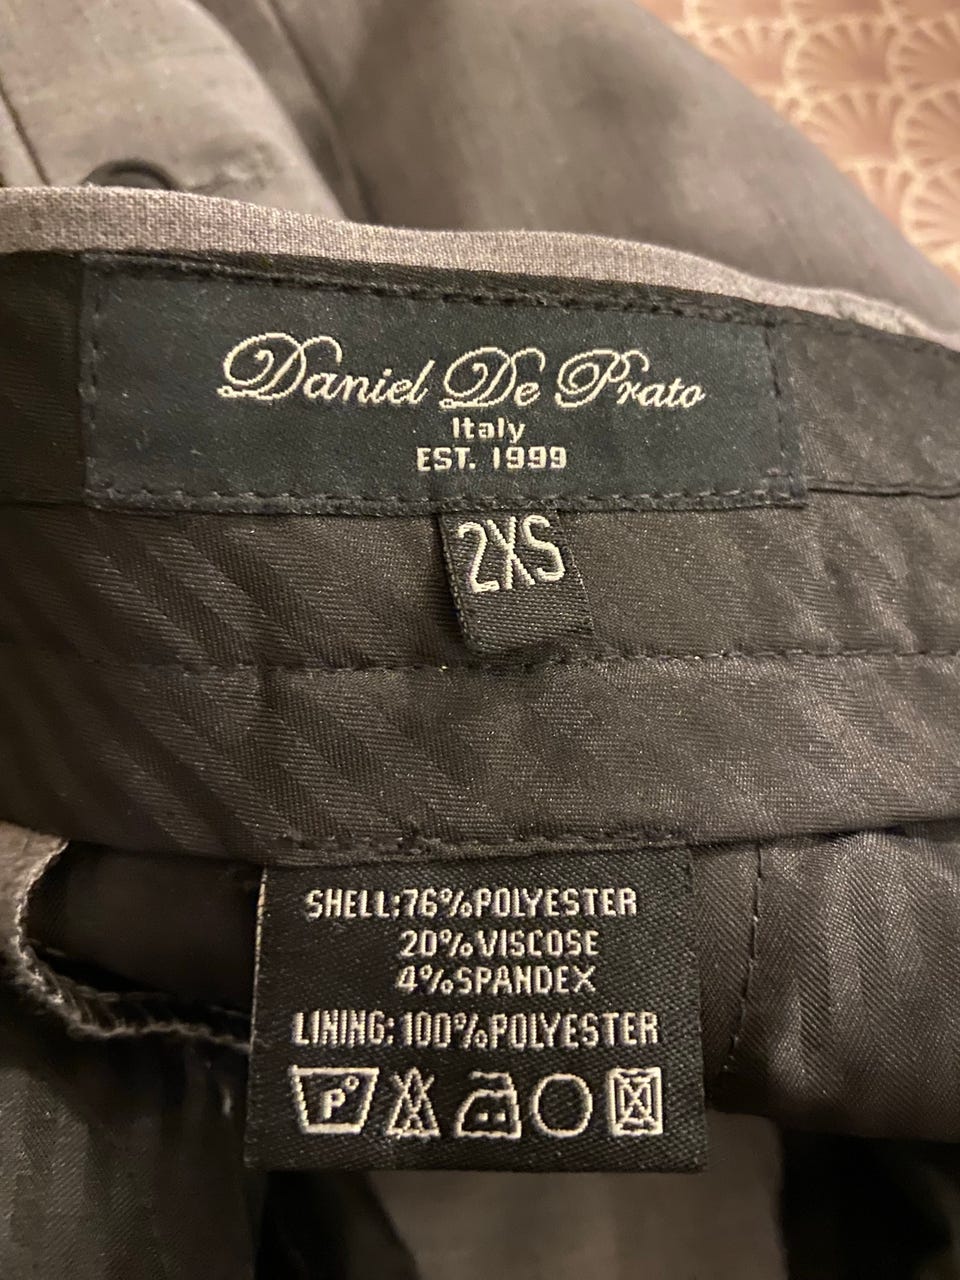 Daniel De Prato
Italy
EST. 1999
2XS
SHELL:76%POLYESTER
20%VISCOSE
4%SPANDEX
LINING:100%POLYESTER
P